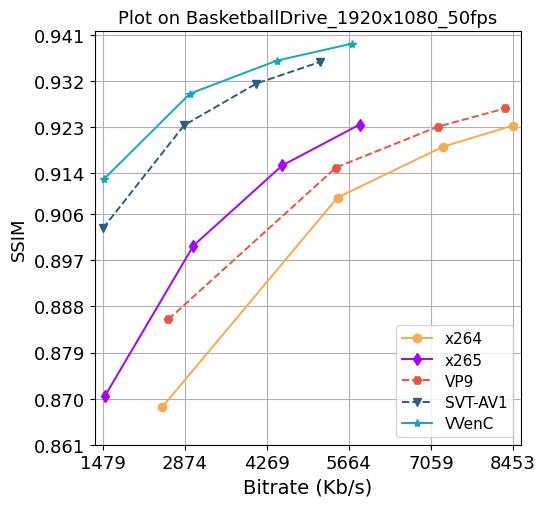 Plot on BasketballDrive_1920x1080_50fps
SSIM
0.941
0.932
0.923
0.914
0.906
0.897
0.888
0.879
0.870
0.861
x264
x265
VP9
SVT-AV1
VVenC
1479 2874 4269 5664 7059 8453
Bitrate (Kb/s)